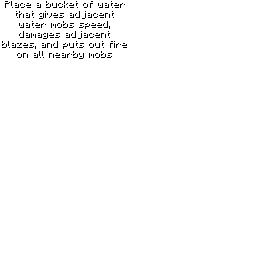 Place a bucket of water
that gives adjacent
water mobs speed,
damages adjacent
blazes, and puts out fire
on all nearby mobs